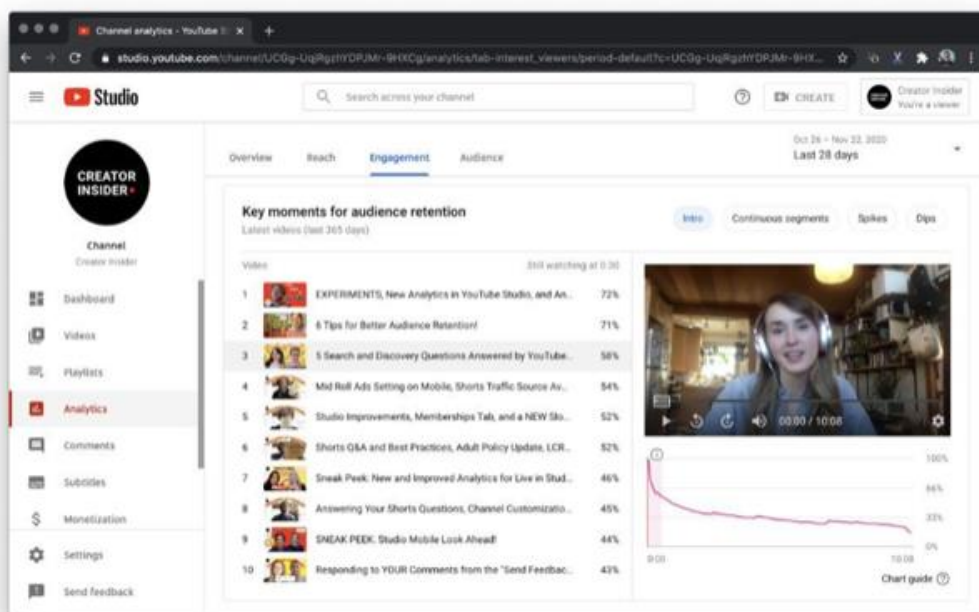 Channel analytics - YouTube S
studio.youtube.com/channel/UCGg-UqjRgzhYDPJMr-9HXCg/analytics/tab-interest_viewers/period-default?c=UCGg-UqjRgzhYDPJMr-9HX...
Studio
Search across your channel
CREATE
Creator Insider
You're a viewer
CREATOR
INSIDER
Channel
Creator Insider
Dashboard
Videos
Playlists
Analytics
Comments
Subtitles
Monetization
Settings
Send feedback
Overview Reach Engagement Audience
Oct 26 – Nov 22, 2020
Last 28 days
Key moments for audience retention
Latest videos (last 365 days)
Intro Continuous segments Spikes Dips
Video Still watching at 0:30
1 EXPERIMENTS, New Analytics in YouTube Studio, and An... 72%
2 6 Tips for Better Audience Retention! 71%
3 5 Search and Discovery Questions Answered by YouTube... 58%
4 Mid Roll Ads Setting on Mobile, Shorts Traffic Source Av... 54%
5 Studio Improvements, Memberships Tab, and a NEW Sto... 52%
6 Shorts Q&A and Best Practices, Adult Policy Update, LCR... 52%
7 Sneak Peek: New and Improved Analytics for Live in Stud... 46%
8 Answering Your Shorts Questions, Channel Customizatio... 45%
9 SNEAK PEEK: Studio Mobile Look Ahead! 44%
10 Responding to YOUR Comments from the "Send Feedbac... 43%
00:00 / 10:08
100%
66%
33%
0%
0:00 10:08
Chart guide